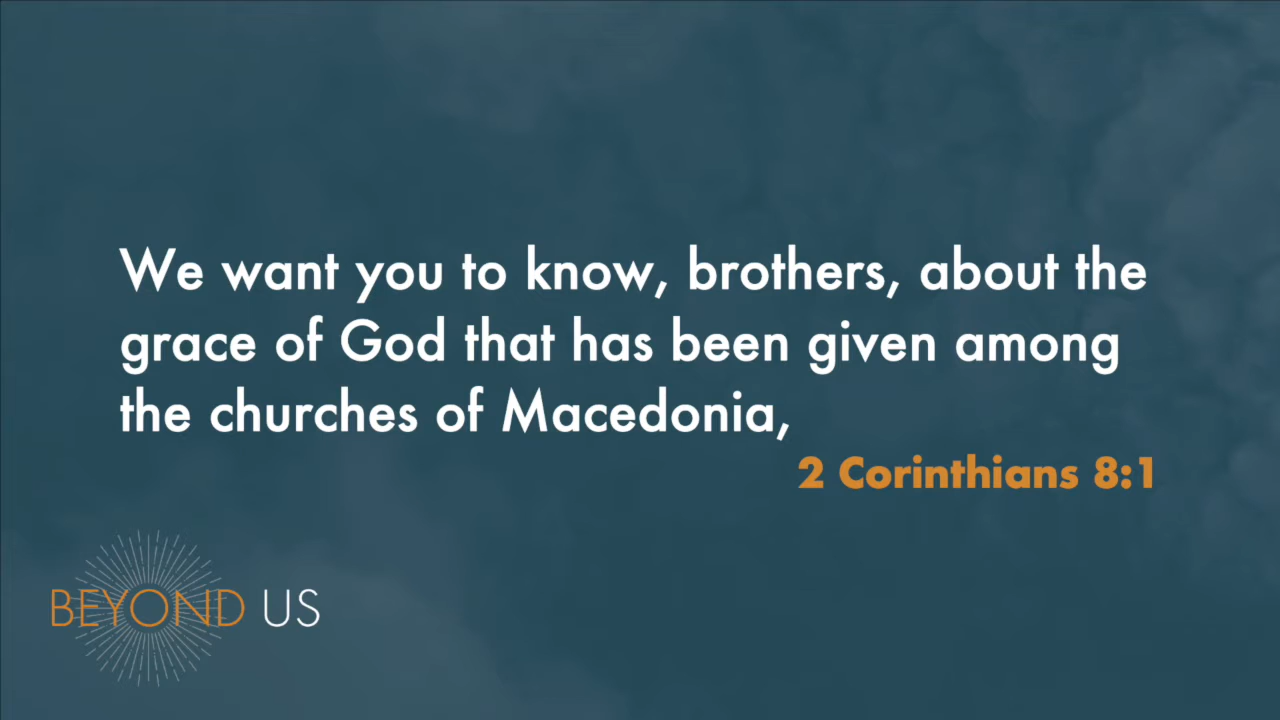 We want you to know, brothers, about the
grace of God that has been given among
the churches of Macedonia,
2 Corinthians 8:1
BEYOND US